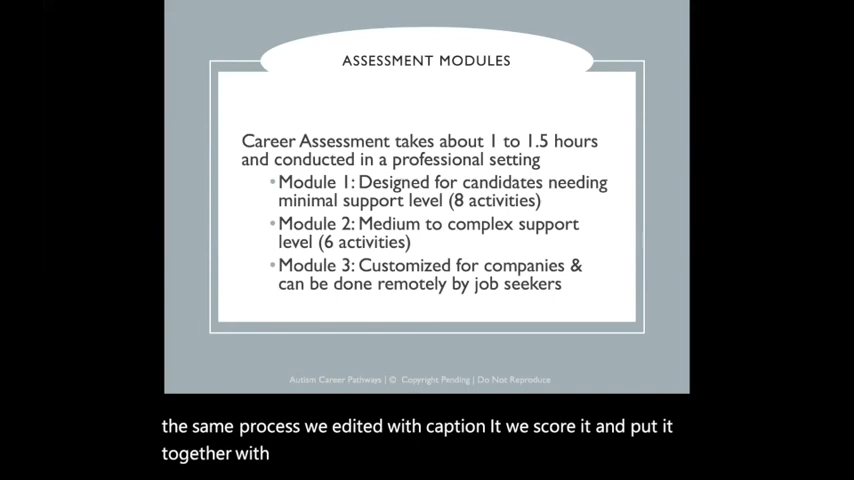 ASSESSMENT MODULES
Career Assessment takes about 1 to 1.5 hours
and conducted in a professional setting
•Module 1: Designed for candidates needing
minimal support level (8 activities)
•Module 2: Medium to complex support
level (6 activities)
•Module 3: Customized for companies &
can be done remotely by job seekers
Autism Career Pathways | © Copyright Pending | Do Not Reproduce
the same process we edited with caption It we score it and put it
together with